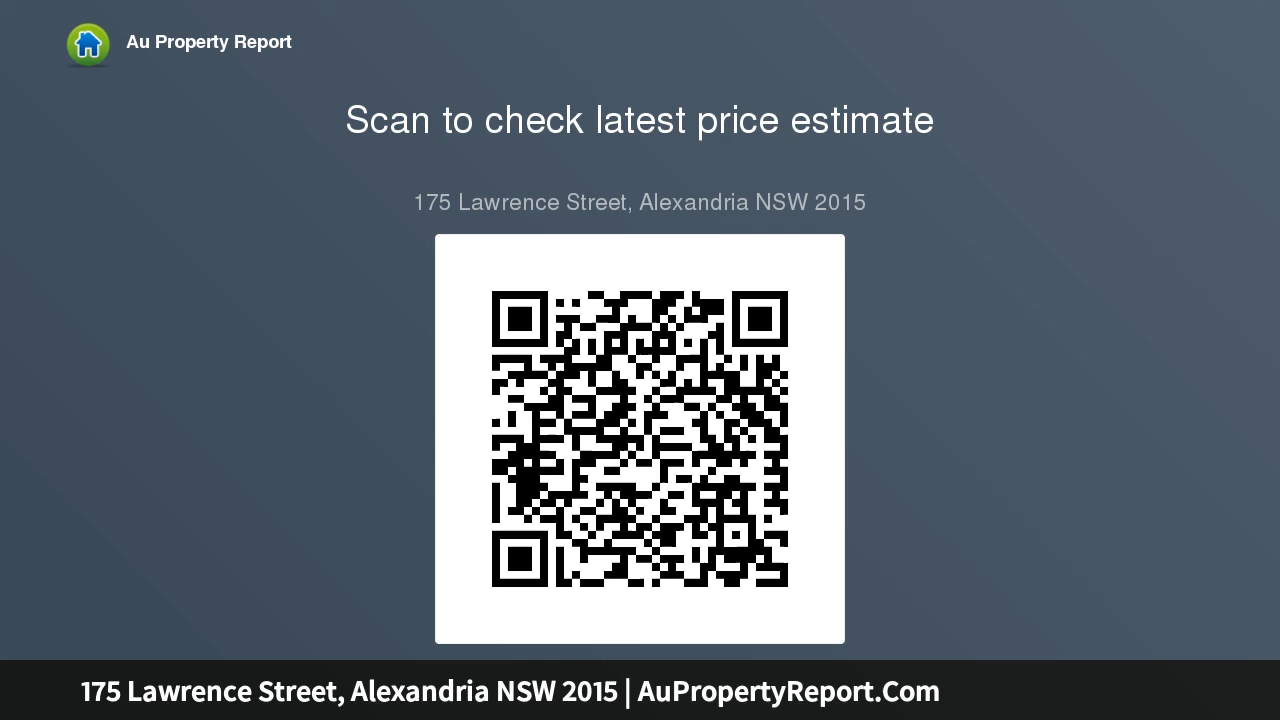 Au Property Report
Scan to check latest price estimate
175 Lawrence Street, Alexandria NSW 2015
175 Lawrence Street, Alexandria NSW 2015 | AuPropertyReport.Com